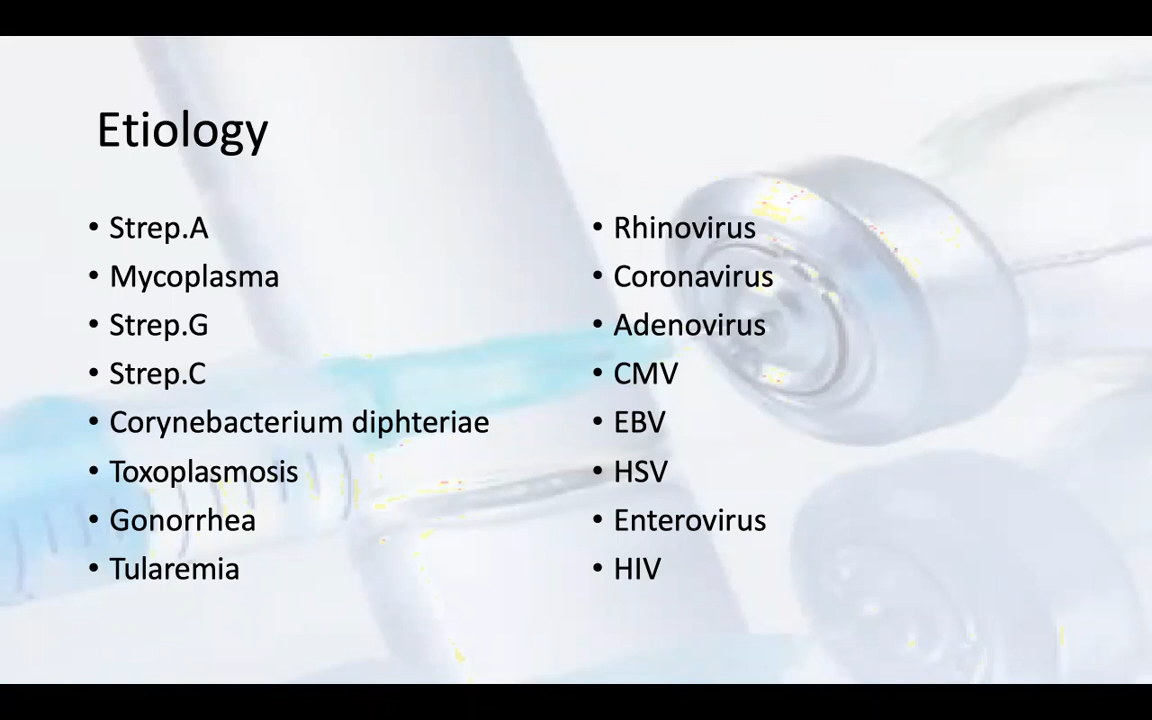 Etiology
• Strep.A
• Mycoplasma
• Strep.G
• Strep.C
• Corynebacterium diphteriae
• Toxoplasmosis
• Gonorrhea
• Tularemia
• Rhinovirus
• Coronavirus
• Adenovirus
• CMV
• EBV
• HSV
• Enterovirus
• HIV